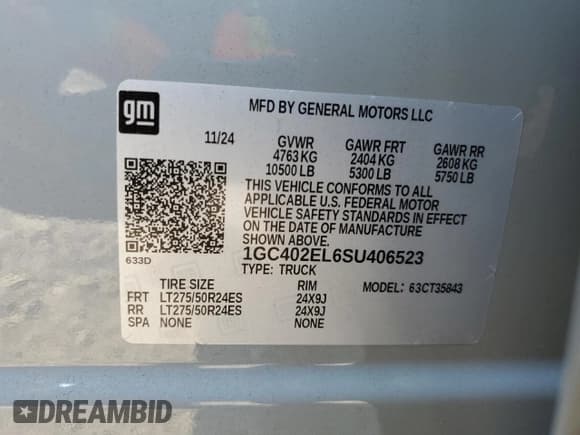 gm
MFD BY GENERAL MOTORS LLC
11/24 GVWR GAWR FRT GAWR RR
4763 KG 2404 KG 2608 KG
10500 LB 5300 LB 5750 LB
THIS VEHICLE CONFORMS TO ALL
APPLICABLE U.S. FEDERAL MOTOR
VEHICLE SAFETY STANDARDS IN EFFECT
ON THE DATE OF MANUFACTURE
SHOWN ABOVE.
633D
1GC402EL6SU406523
TYPE: TRUCK
TIRE SIZE RIM MODEL: 63CT35843
FRT LT275/50R24ES 24X9J
RR LT275/50R24ES 24X9J
SPA NONE NONE
DREAMBID